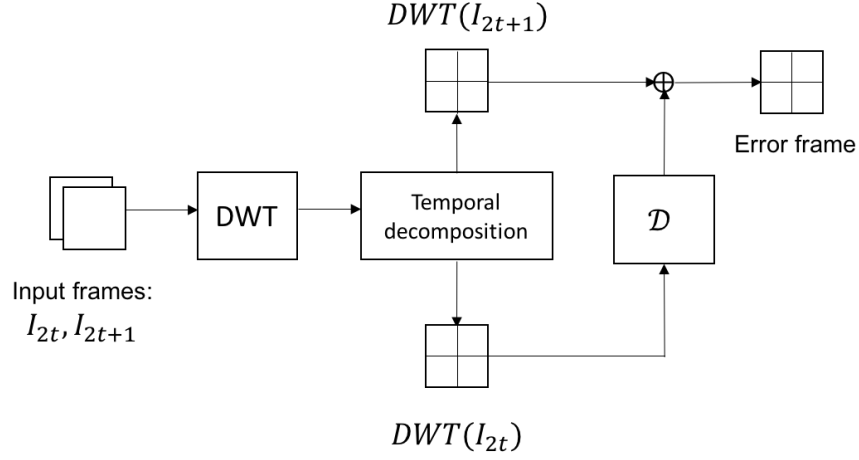 DWT(I_{2t+1})
Error frame
DWT
Temporal
decomposition
𝒟
Input frames:
I_{2t}, I_{2t+1}
DWT(I_{2t})